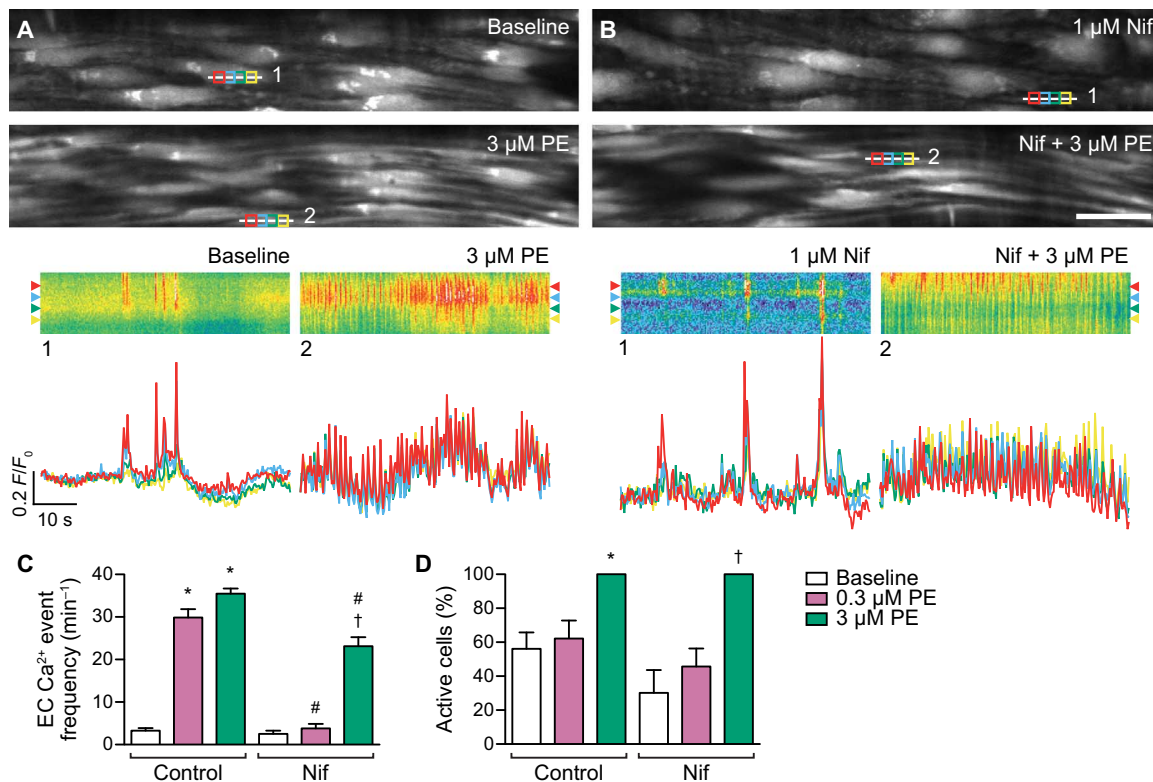 A
Baseline
1
3 µM PE
2
Baseline
3 µM PE
1
2
0.2 F/F0
10 s
B
1 µM Nif
1
Nif + 3 µM PE
2
1 µM Nif
Nif + 3 µM PE
1
2
C
EC Ca²⁺ event
frequency (min⁻¹)
40
30
20
10
0
*
*
#
#
†
Control
Nif
D
Active cells (%)
100
80
60
40
20
0
*
†
Control
Nif
Baseline
0.3 µM PE
3 µM PE